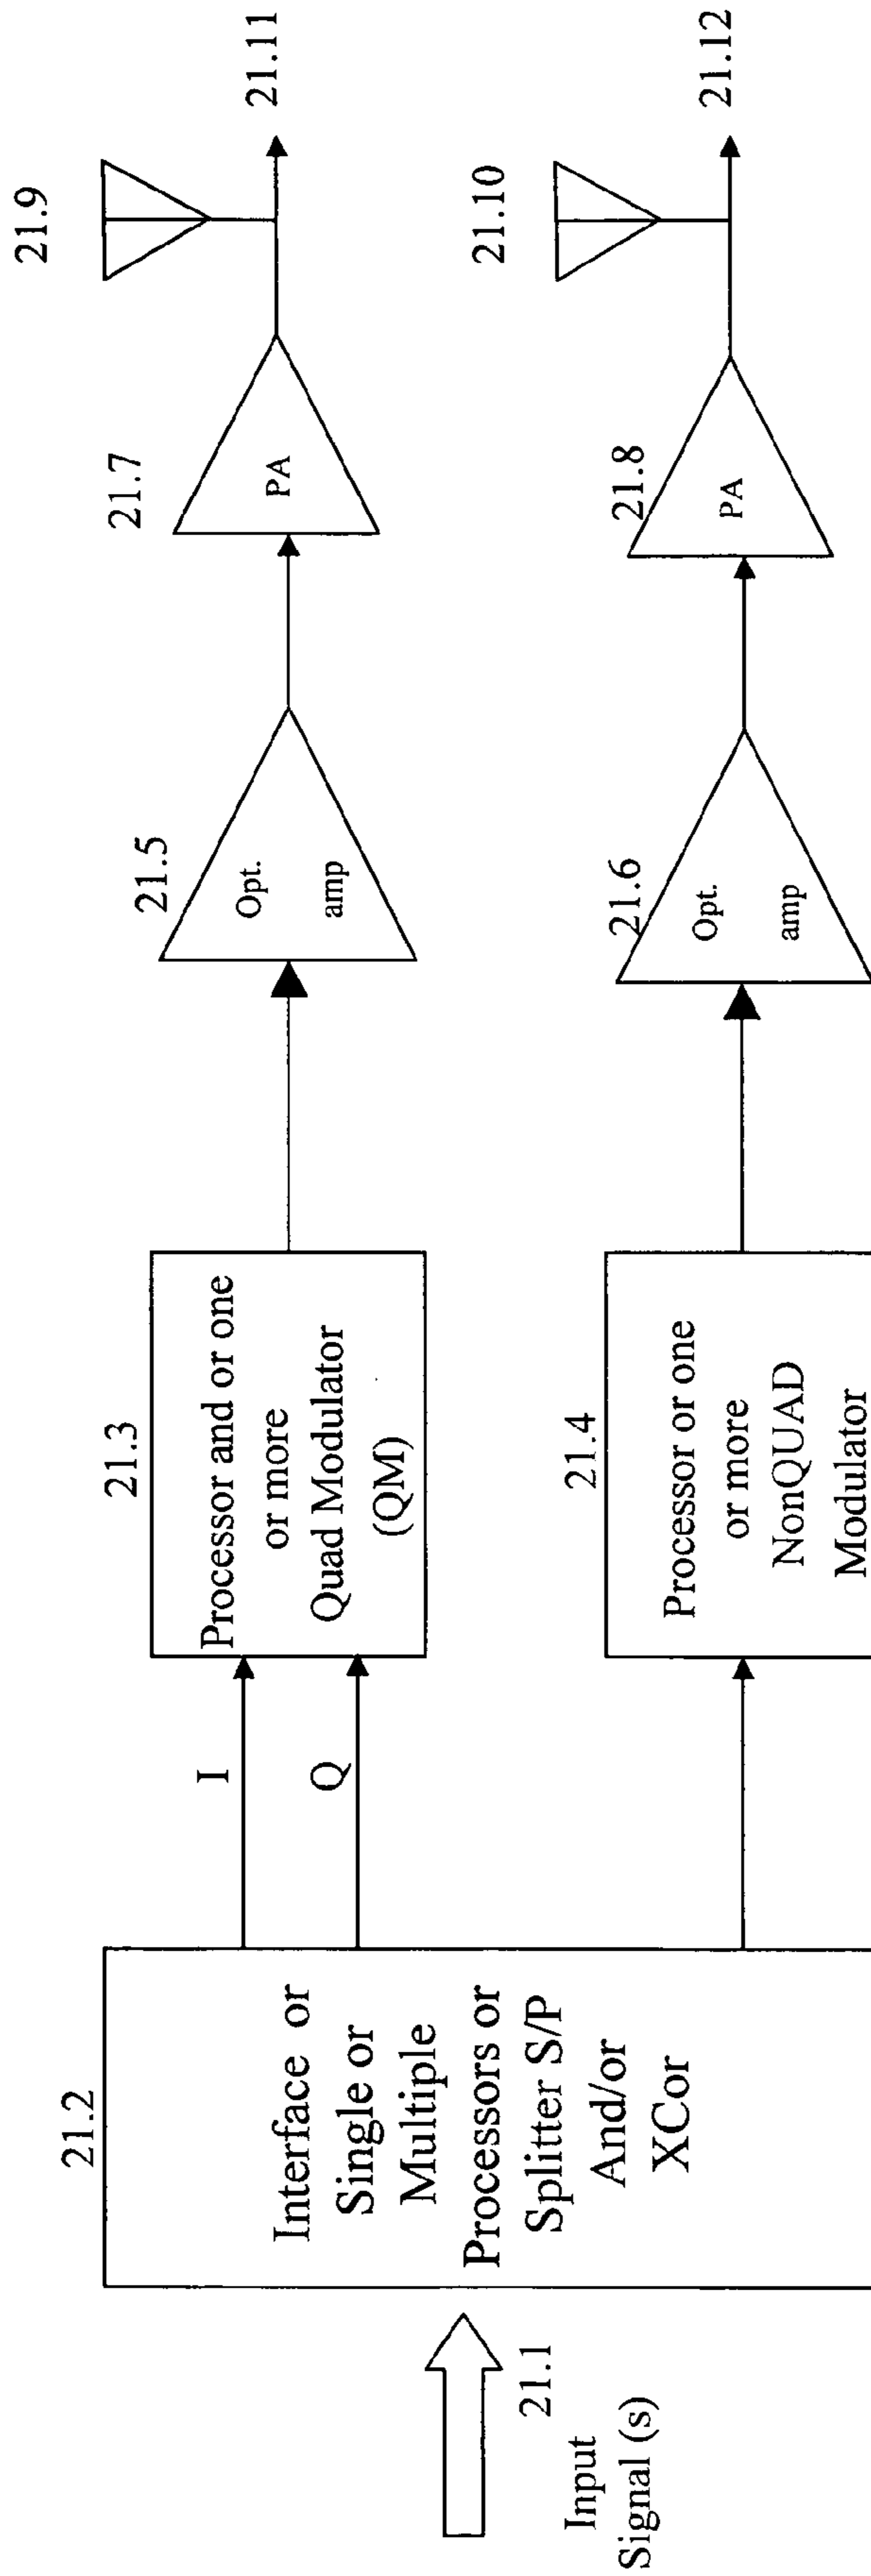 21.1
Input
Signal (s)
21.2
Interface or
Single or
Multiple
Processors or
Splitter S/P
And/or
XCor
I
Q
21.3
Processor and or one
or more
Quad Modulator
(QM)
21.5
Opt.
amp
21.7
PA
21.9
21.11
21.4
Processor or one
or more
NonQUAD
Modulator
21.6
Opt.
amp
21.8
PA
21.10
21.12